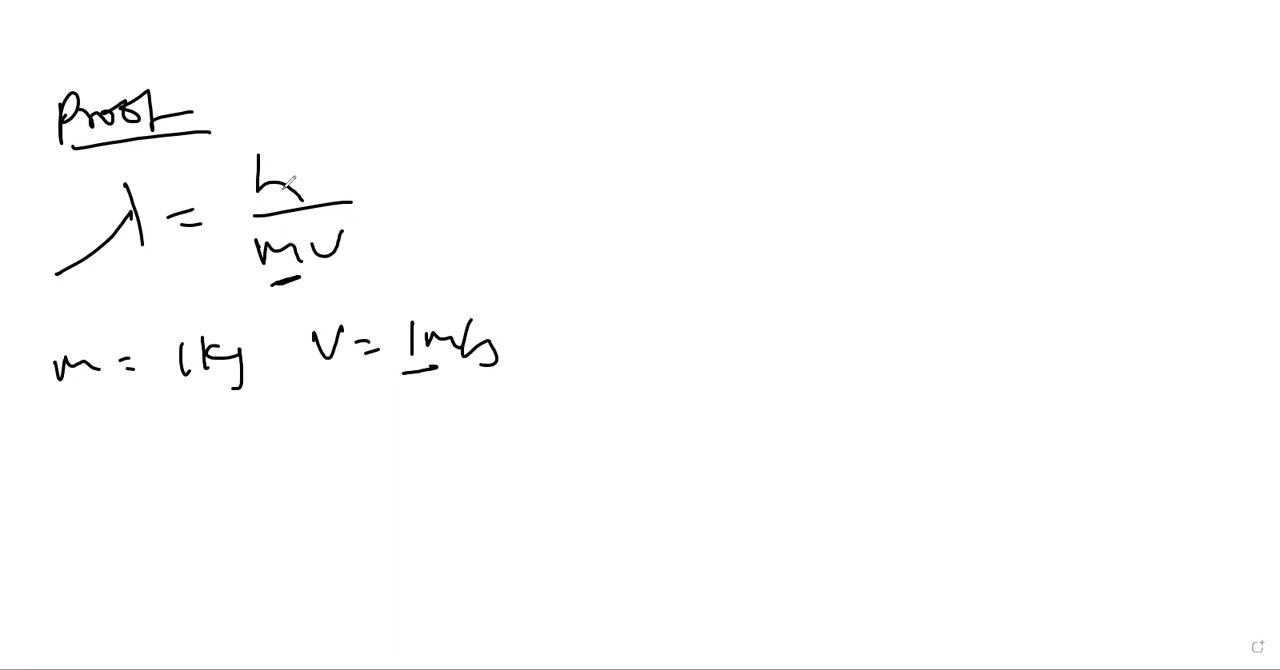 Proof
λ = h
mv
m = 1kg v = 1m/s